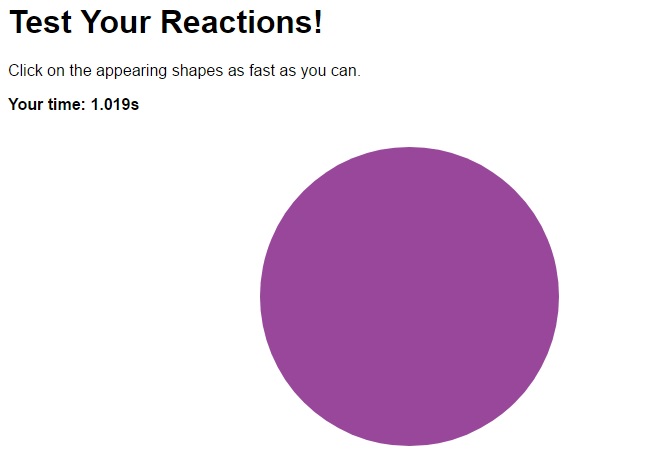 Test Your Reactions!
Click on the appearing shapes as fast as you can.
Your time: 1.019s